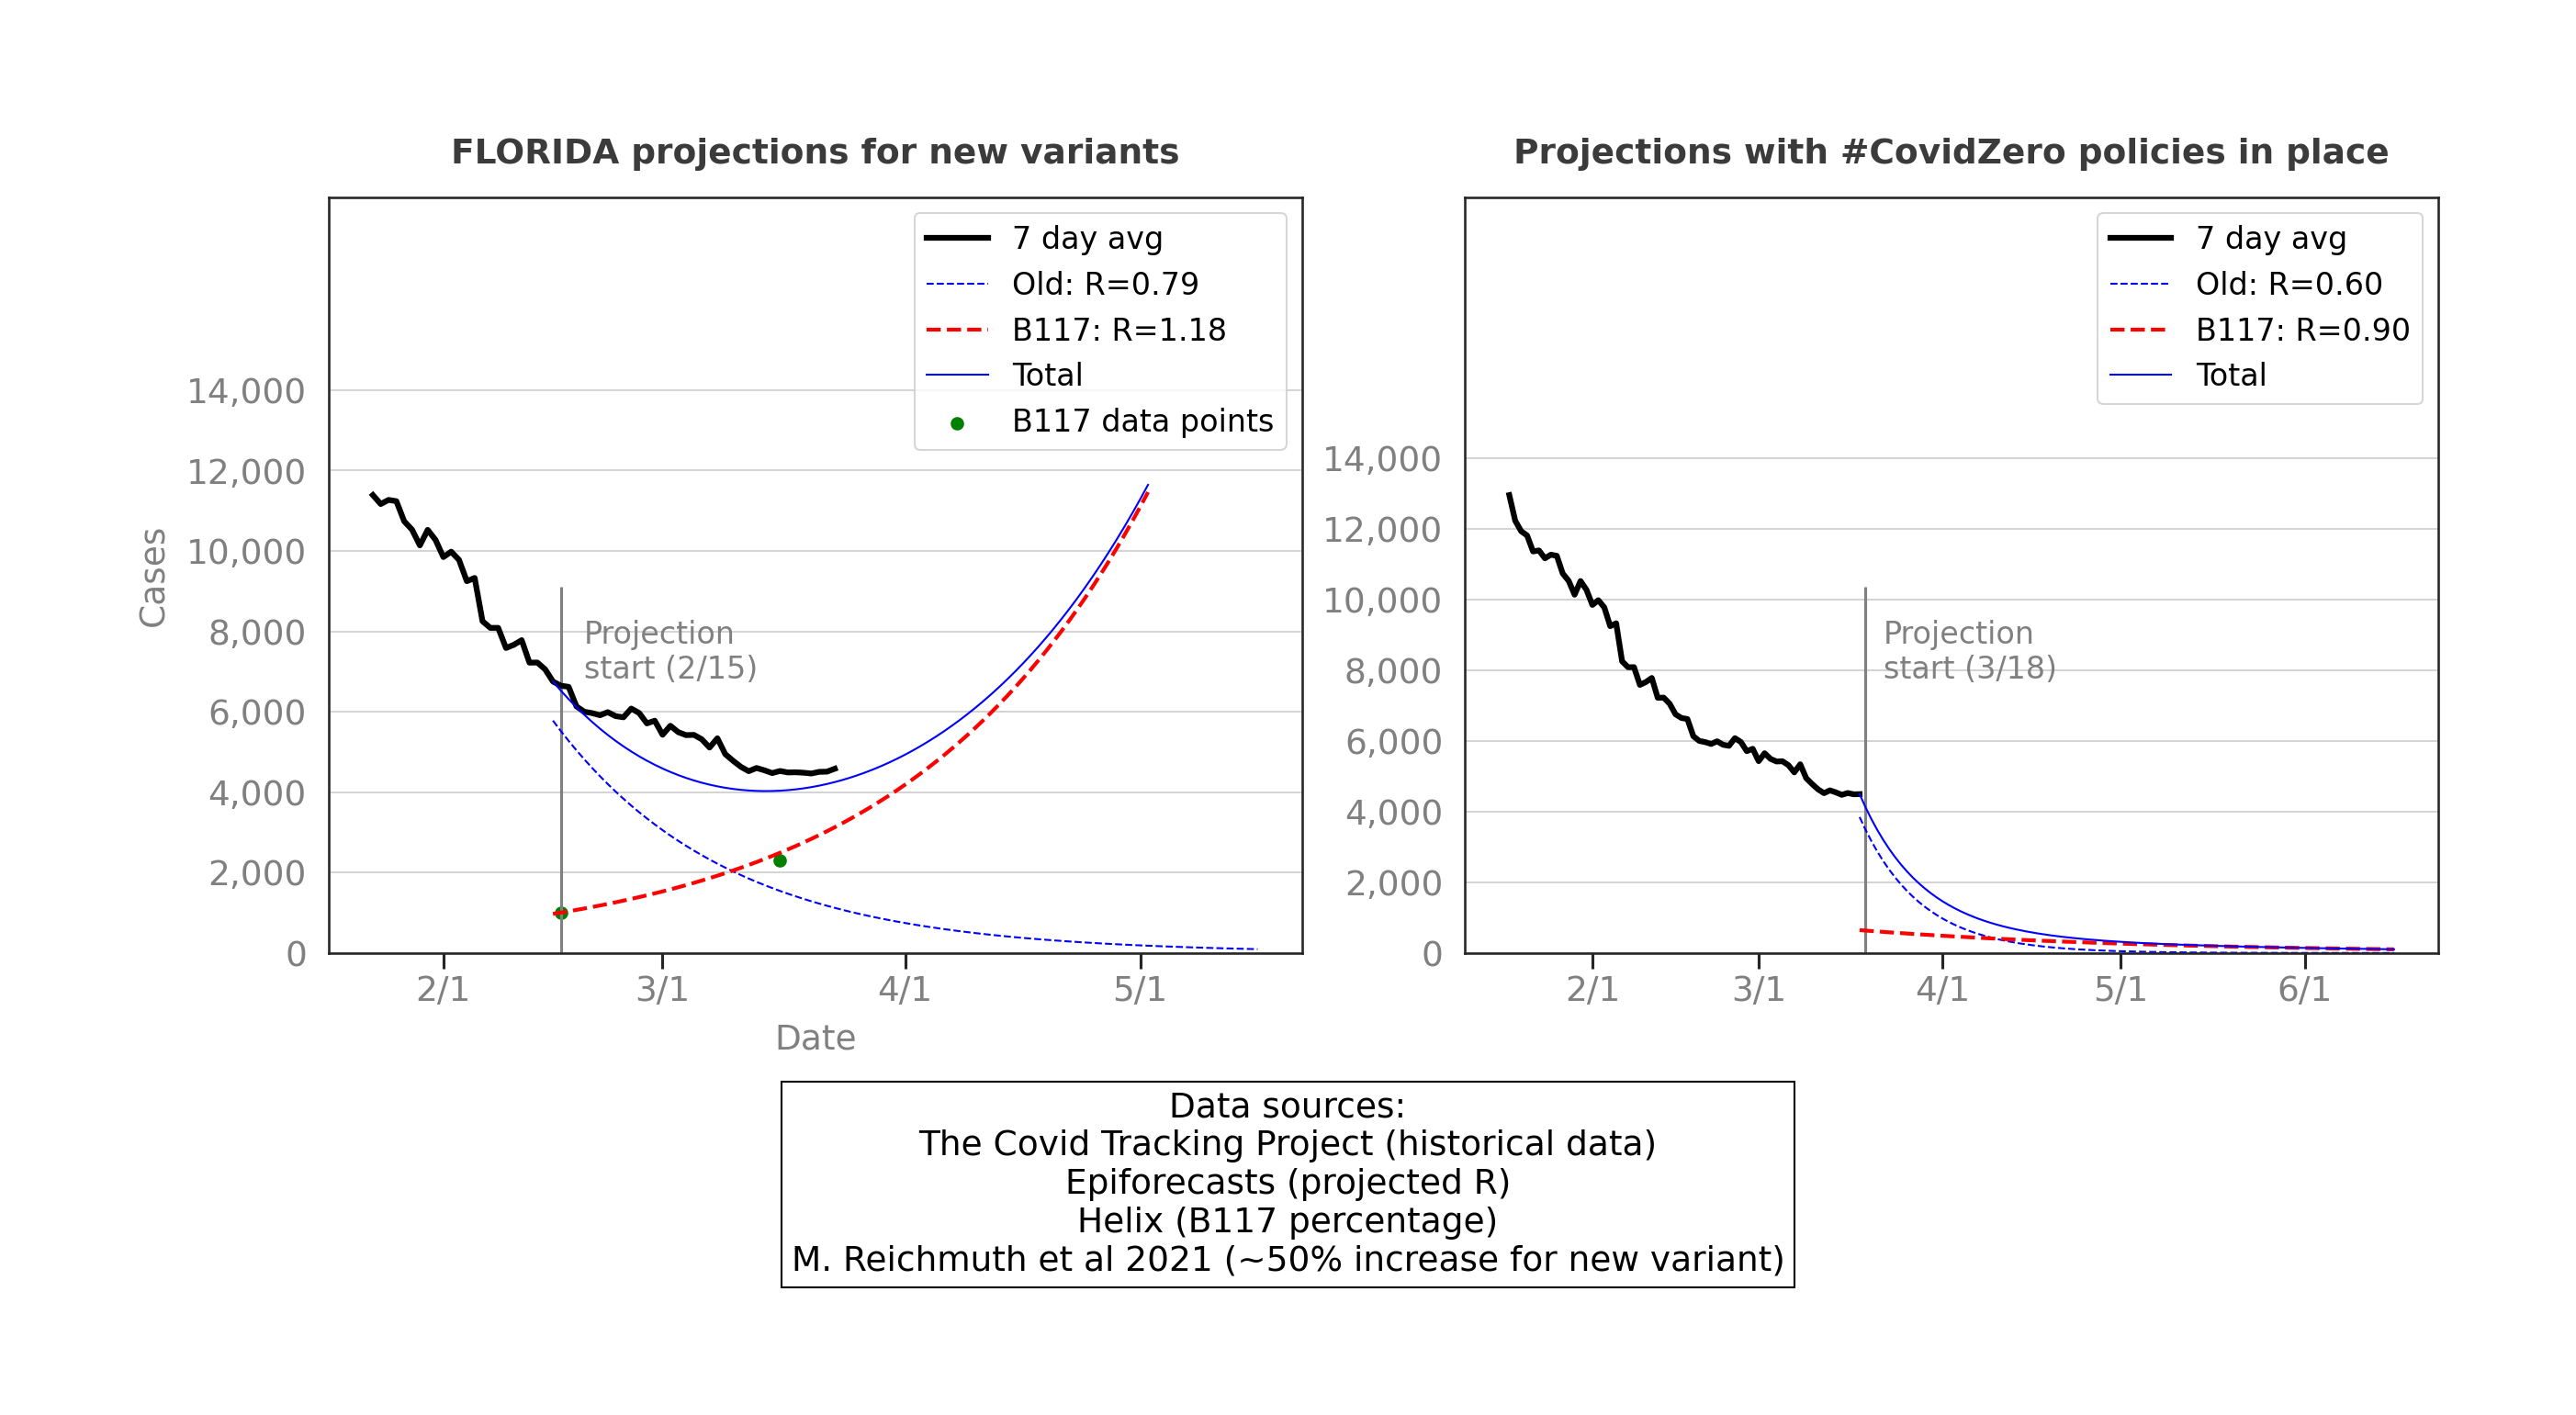 FLORIDA projections for new variants
7 day avg
Old: R=0.79
B117: R=1.18
Total
B117 data points
14,000
12,000
10,000
8,000
6,000
4,000
2,000
0
Cases
Projection
start (2/15)
2/1
3/1
4/1
5/1
Date
Projections with #CovidZero policies in place
7 day avg
Old: R=0.60
B117: R=0.90
Total
14,000
12,000
10,000
8,000
6,000
4,000
2,000
0
Projection
start (3/18)
2/1
3/1
4/1
5/1
6/1
Data sources:
The Covid Tracking Project (historical data)
Epiforecasts (projected R)
Helix (B117 percentage)
M. Reichmuth et al 2021 (~50% increase for new variant)